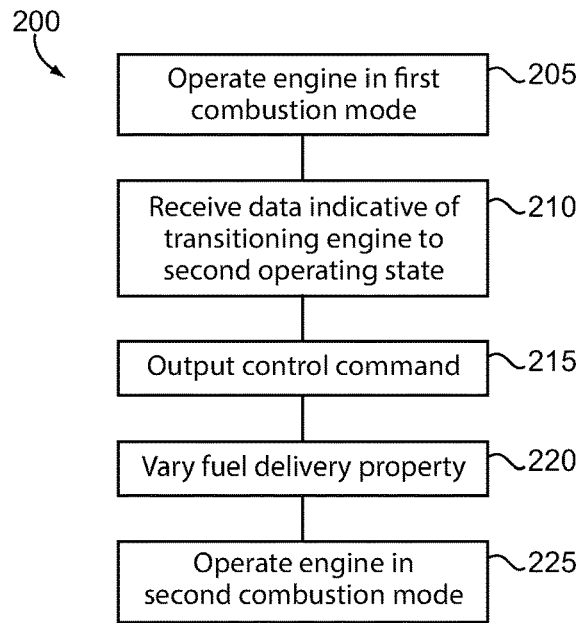 200
Operate engine in first
combustion mode
205
Receive data indicative of
transitioning engine to
second operating state
210
Output control command
215
Vary fuel delivery property
220
Operate engine in
second combustion mode
225